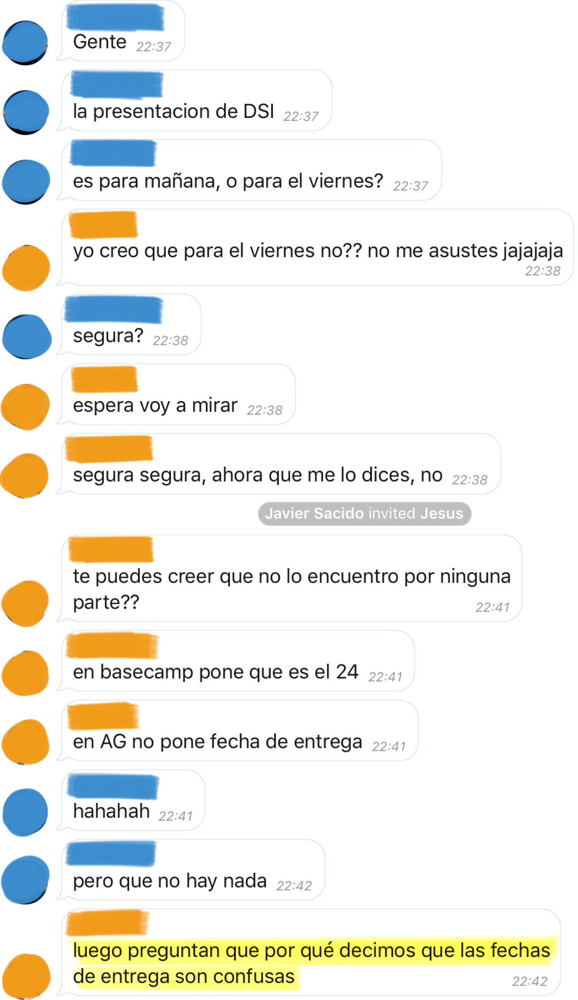 Gente 22:37
la presentacion de DSI 22:37
es para mañana, o para el viernes? 22:37
yo creo que para el viernes no?? no me asustes jajajaja
22:38
segura? 22:38
espera voy a mirar 22:38
segura segura, ahora que me lo dices, no 22:38
Javier Sacido invited Jesus
te puedes creer que no lo encuentro por ninguna
parte?? 22:41
en basecamp pone que es el 24 22:41
en AG no pone fecha de entrega 22:41
hahahah 22:41
pero que no hay nada 22:42
luego preguntan que por qué decimos que las fechas
de entrega son confusas 22:42